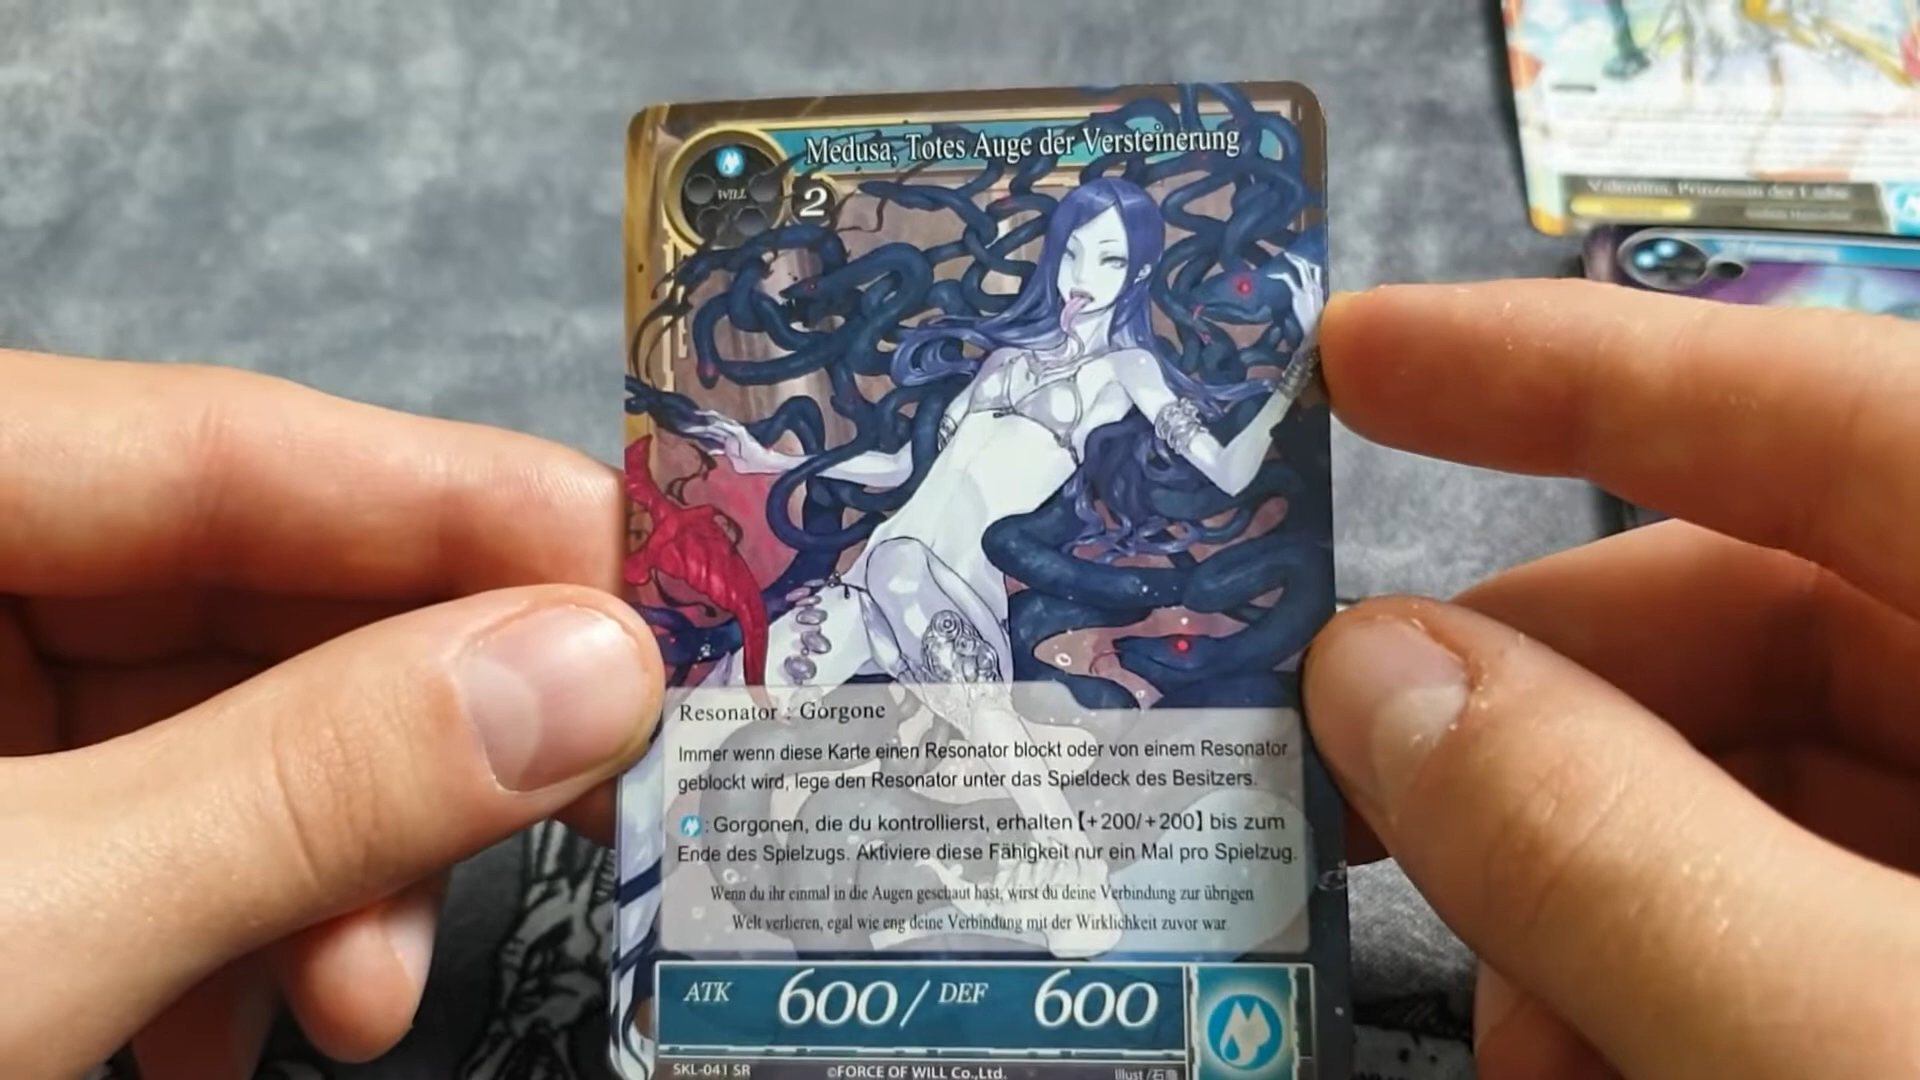 Medusa, Totes Auge der Versteinerung
WILL
2
Valentina, Prinzessin der Liebe
Resonator : Gorgone
Immer wenn diese Karte einen Resonator blockt oder von einem Resonator
geblockt wird, lege den Resonator unter das Spieldeck des Besitzers.
: Gorgonen, die du kontrollierst, erhalten【+200/+200】bis zum
Ende des Spielzugs. Aktiviere diese Fähigkeit nur ein Mal pro Spielzug.
Wenn du ihr einmal in die Augen geschaut hast, wirst du deine Verbindung zur übrigen
Welt verlieren, egal wie eng deine Verbindung mit der Wirklichkeit zuvor war.
ATK 600 / DEF 600
SKL-041 SR ©FORCE OF WILL Co.,Ltd. Illust /石